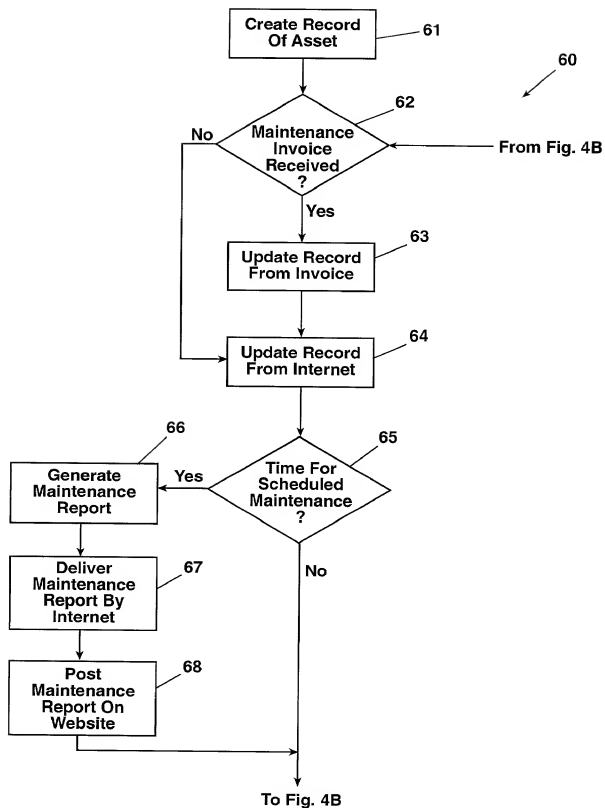 Create Record
Of Asset
61
60
62
No
Maintenance
Invoice
Received
?
From Fig. 4B
Yes
63
Update Record
From Invoice
64
Update Record
From Internet
65
66
Time For
Scheduled
Maintenance
?
Yes
Generate
Maintenance
Report
No
67
Deliver
Maintenance
Report By
Internet
68
Post
Maintenance
Report On
Website
To Fig. 4B